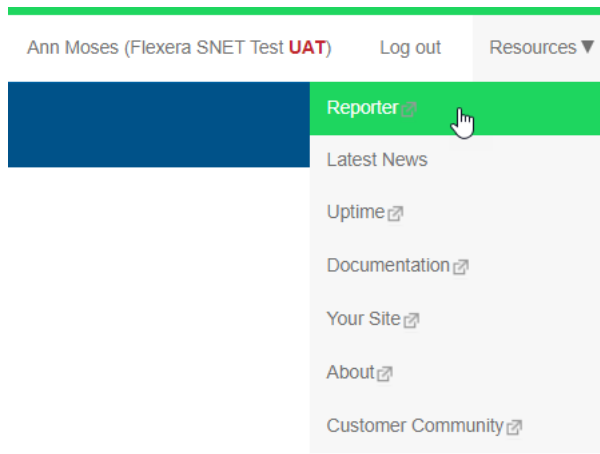 Ann Moses (Flexera SNET Test UAT) Log out Resources▼
Reporter
Latest News
Uptime
Documentation
Your Site
About
Customer Community